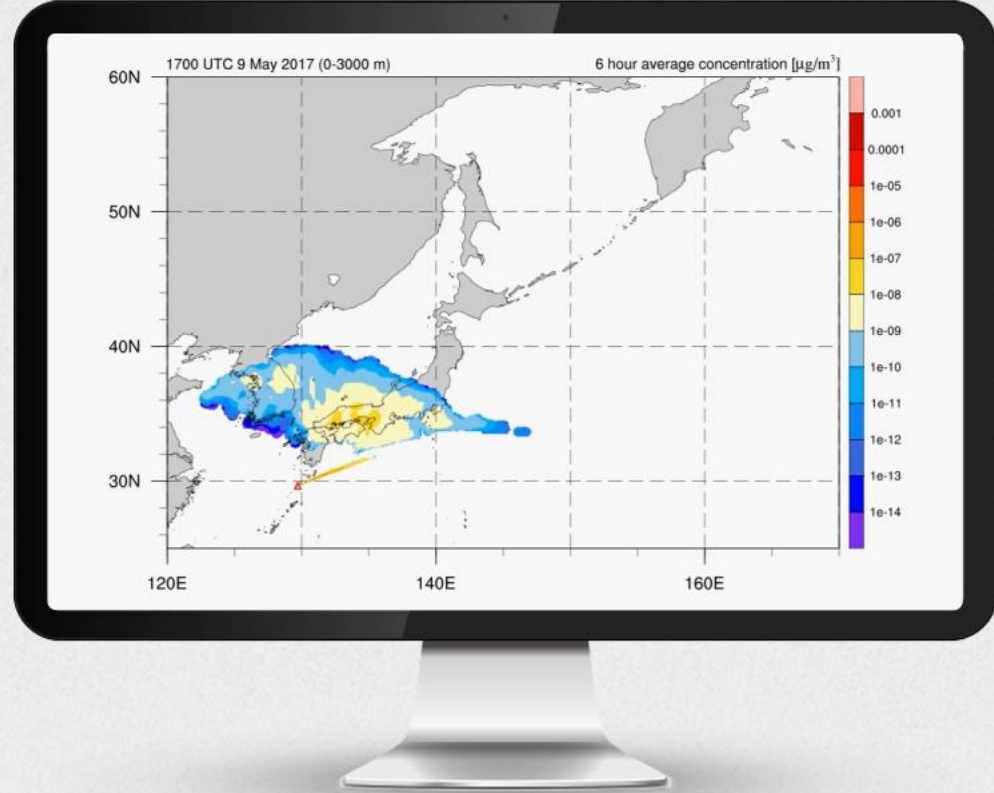 1700 UTC 9 May 2017 (0-3000 m) 6 hour average concentration [μg/m³]
60N
50N
40N
30N
120E 140E 160E
0.001
0.0001
1e-05
1e-06
1e-07
1e-08
1e-09
1e-10
1e-11
1e-12
1e-13
1e-14